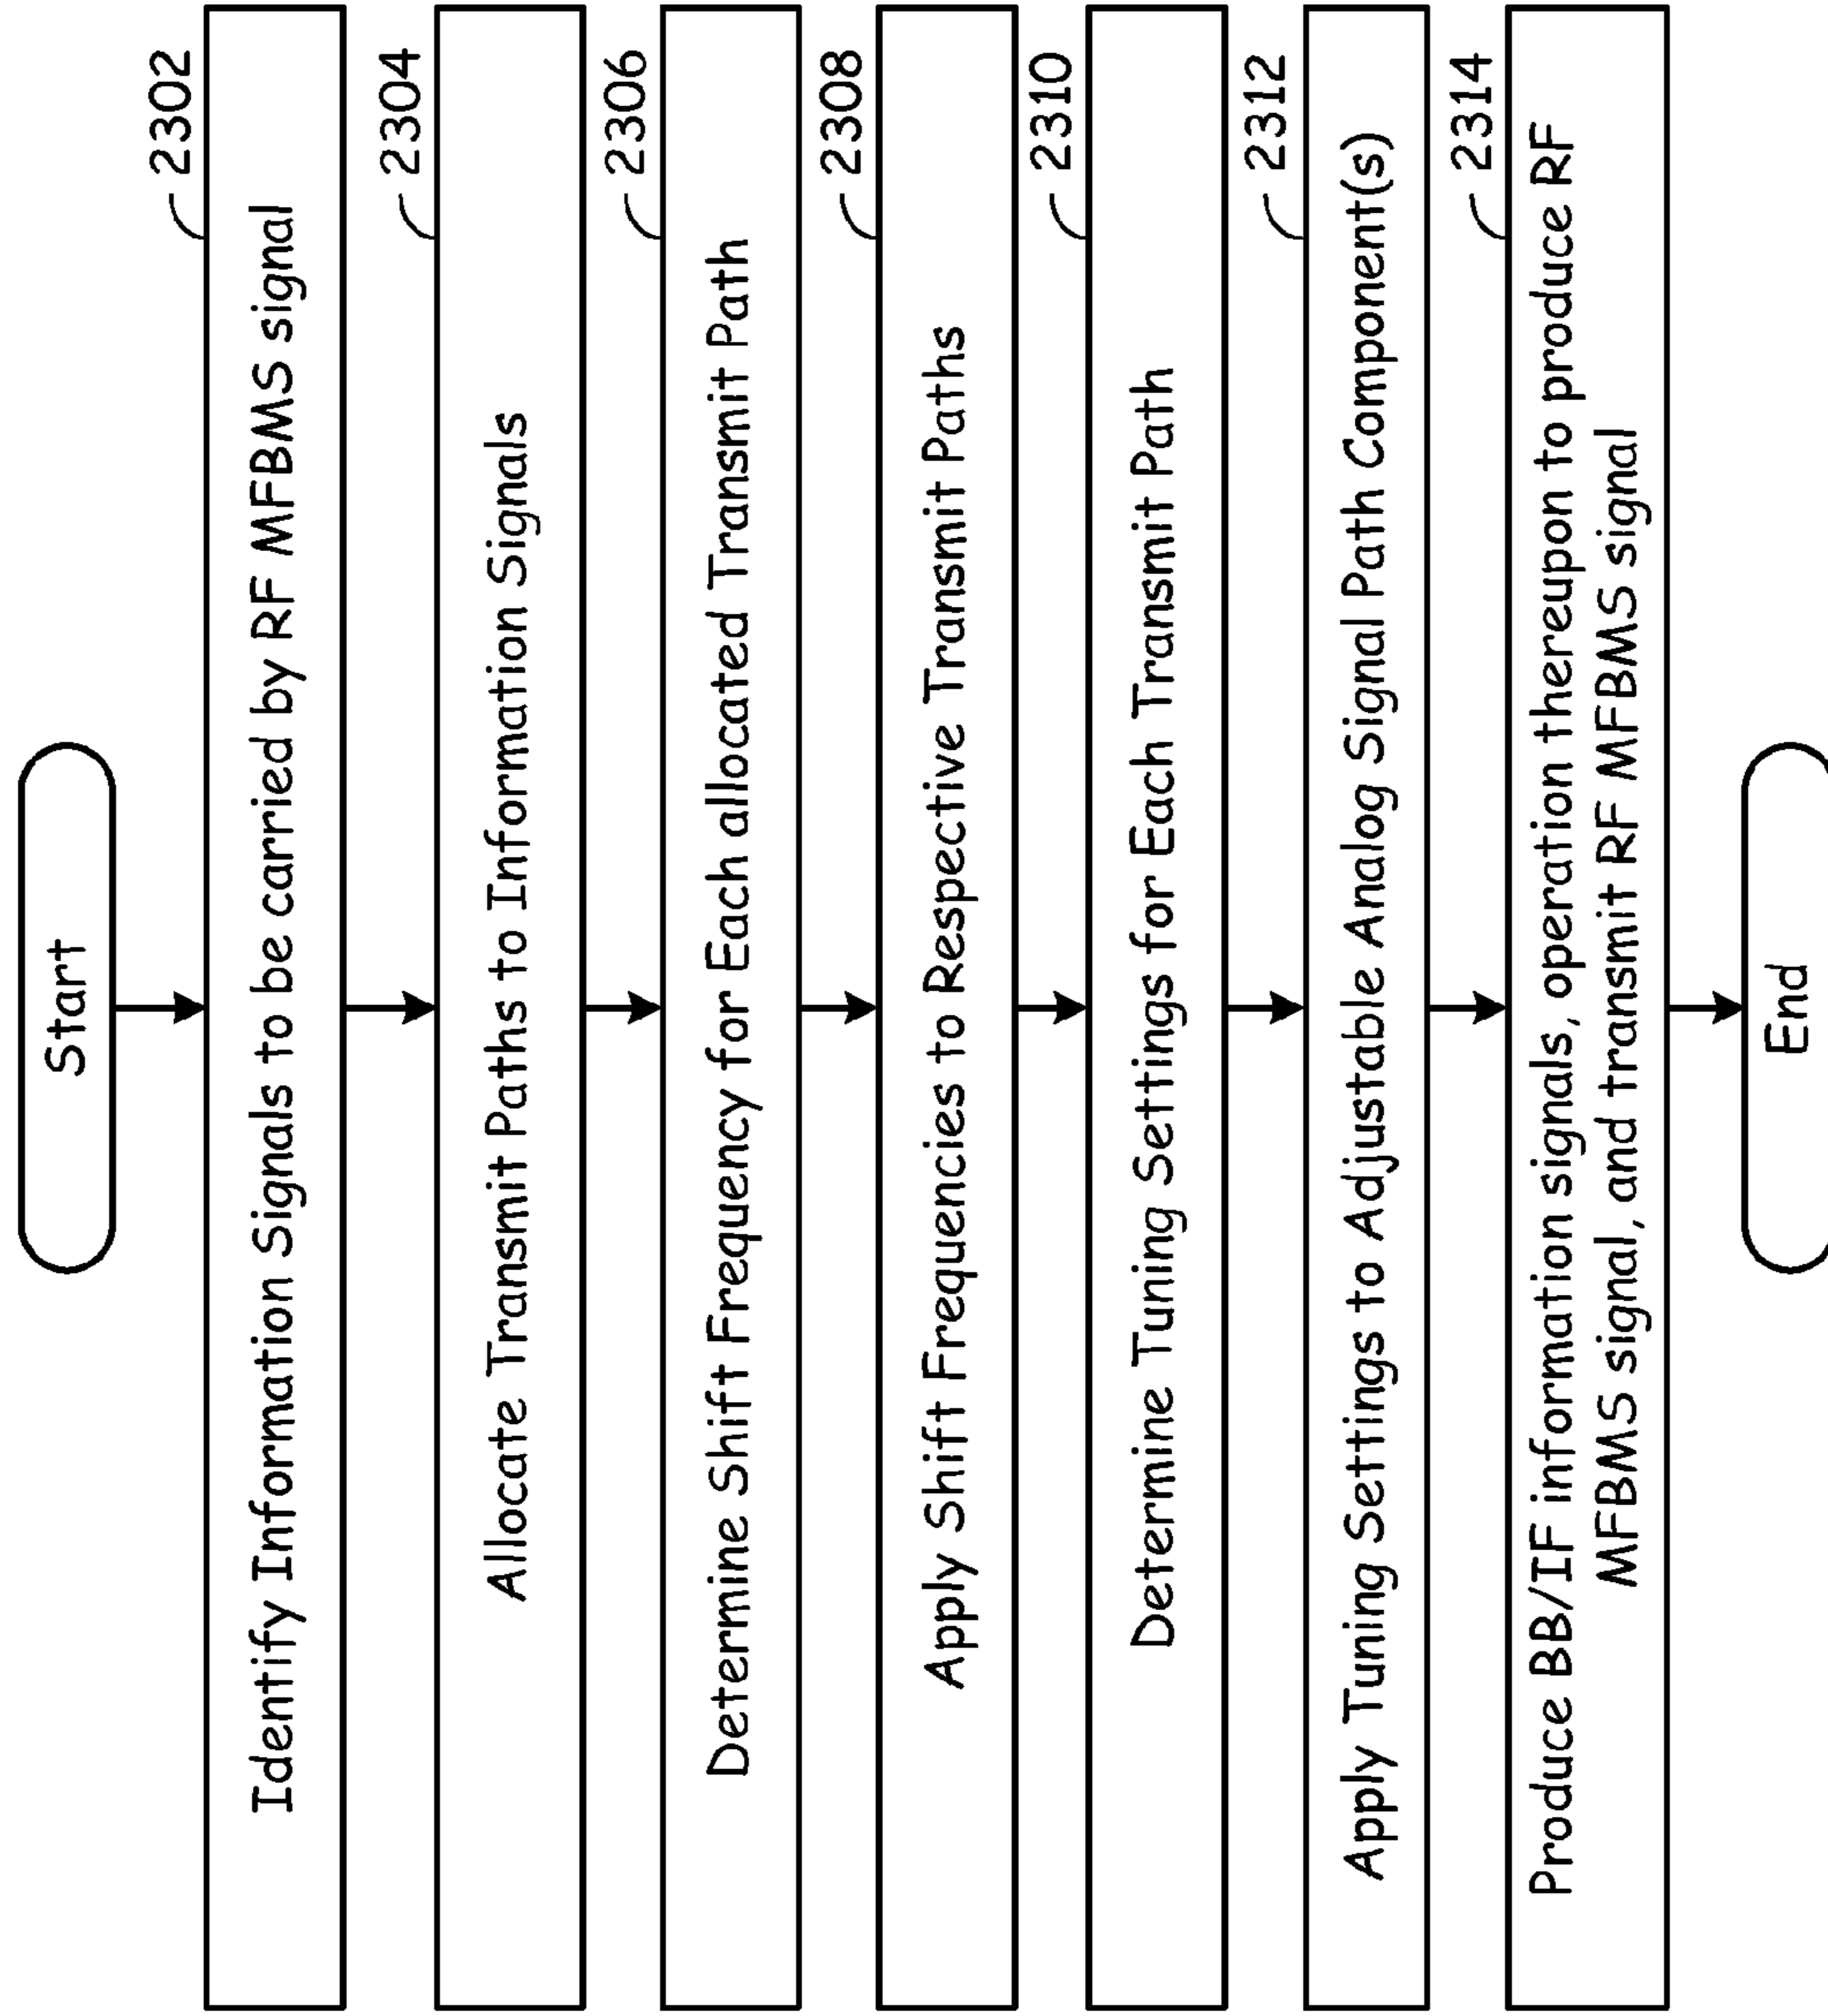 Start
2302
Identify Information Signals to be carried by RF MFBMS signal
2304
Allocate Transmit Paths to Information Signals
2306
Determine Shift Frequency for Each allocated Transmit Path
2308
Apply Shift Frequencies to Respective Transmit Paths
2310
Determine Tuning Settings for Each Transmit Path
2312
Apply Tuning Settings to Adjustable Analog Signal Path Component(s)
2314
Produce BB/IF information signals, operation thereupon to produce RF
MFBMS signal, and transmit RF MFBMS signal
End